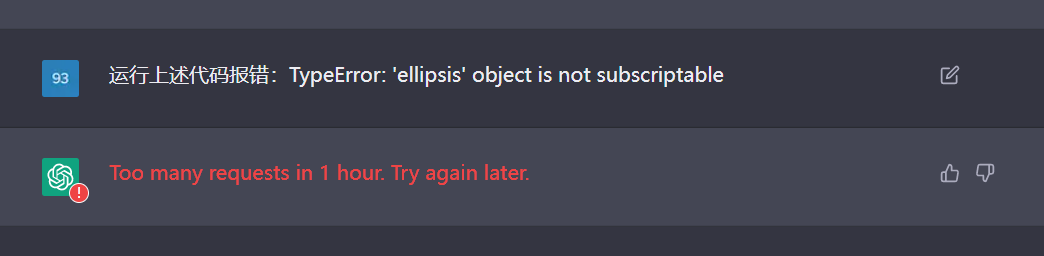 93
运行上述代码报错：TypeError: 'ellipsis' object is not subscriptable
!
Too many requests in 1 hour. Try again later.